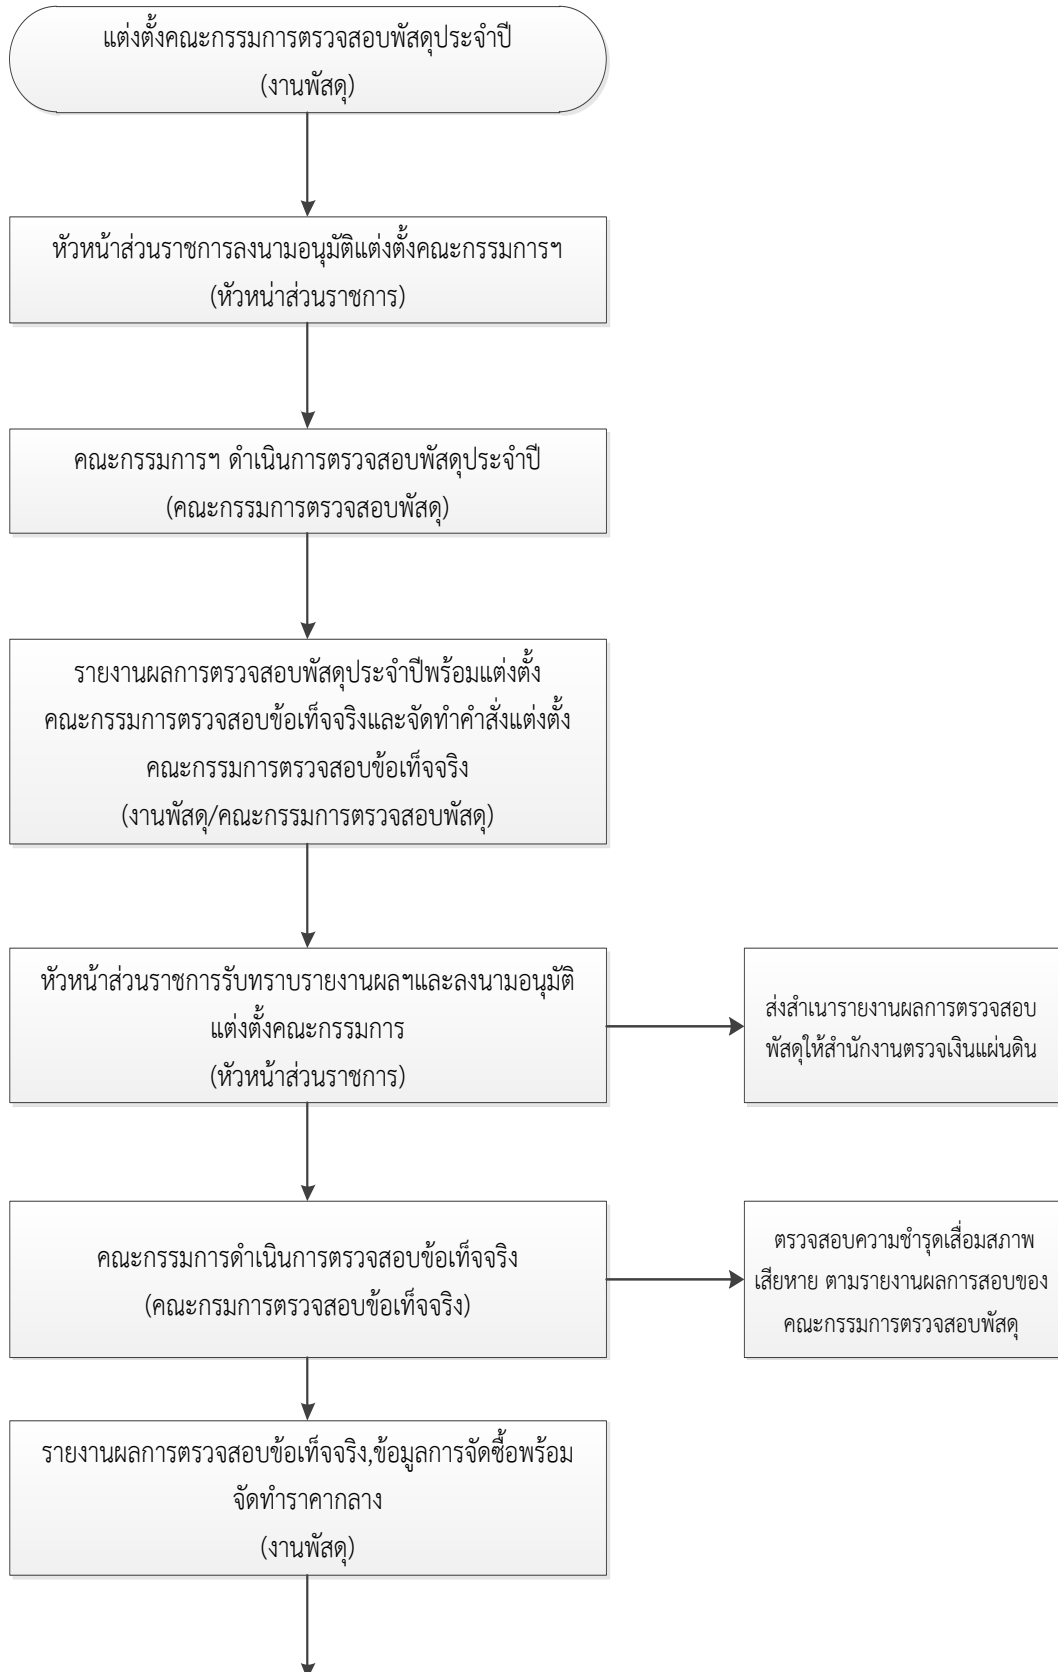 แต่งตั้งคณะกรรมการตรวจสอบพัสดุประจำปี
(งานพัสดุ)
หัวหน้าส่วนราชการลงนามอนุมัติแต่งตั้งคณะกรรมการฯ
(หัวหน่าส่วนราชการ)
คณะกรรมการฯ ดำเนินการตรวจสอบพัสดุประจำปี
(คณะกรรมการตรวจสอบพัสดุ)
รายงานผลการตรวจสอบพัสดุประจำปีพร้อมแต่งตั้ง
คณะกรรมการตรวจสอบข้อเท็จจริงและจัดทำคำสั่งแต่งตั้ง
คณะกรรมการตรวจสอบข้อเท็จจริง
(งานพัสดุ/คณะกรรมการตรวจสอบพัสดุ)
หัวหน้าส่วนราชการรับทราบรายงานผลฯและลงนามอนุมัติ
แต่งตั้งคณะกรรมการ
(หัวหน้าส่วนราชการ)
ส่งสำเนารายงานผลการตรวจสอบ
พัสดุให้สำนักงานตรวจเงินแผ่นดิน
คณะกรรมการดำเนินการตรวจสอบข้อเท็จจริง
(คณะกรมการตรวจสอบข้อเท็จจริง)
ตรวจสอบความชำรุดเสื่อมสภาพ
เสียหาย ตามรายงานผลการสอบของ
คณะกรรมการตรวจสอบพัสดุ
รายงานผลการตรวจสอบข้อเท็จจริง,ข้อมูลการจัดซื้อพร้อม
จัดทำราคากลาง
(งานพัสดุ)